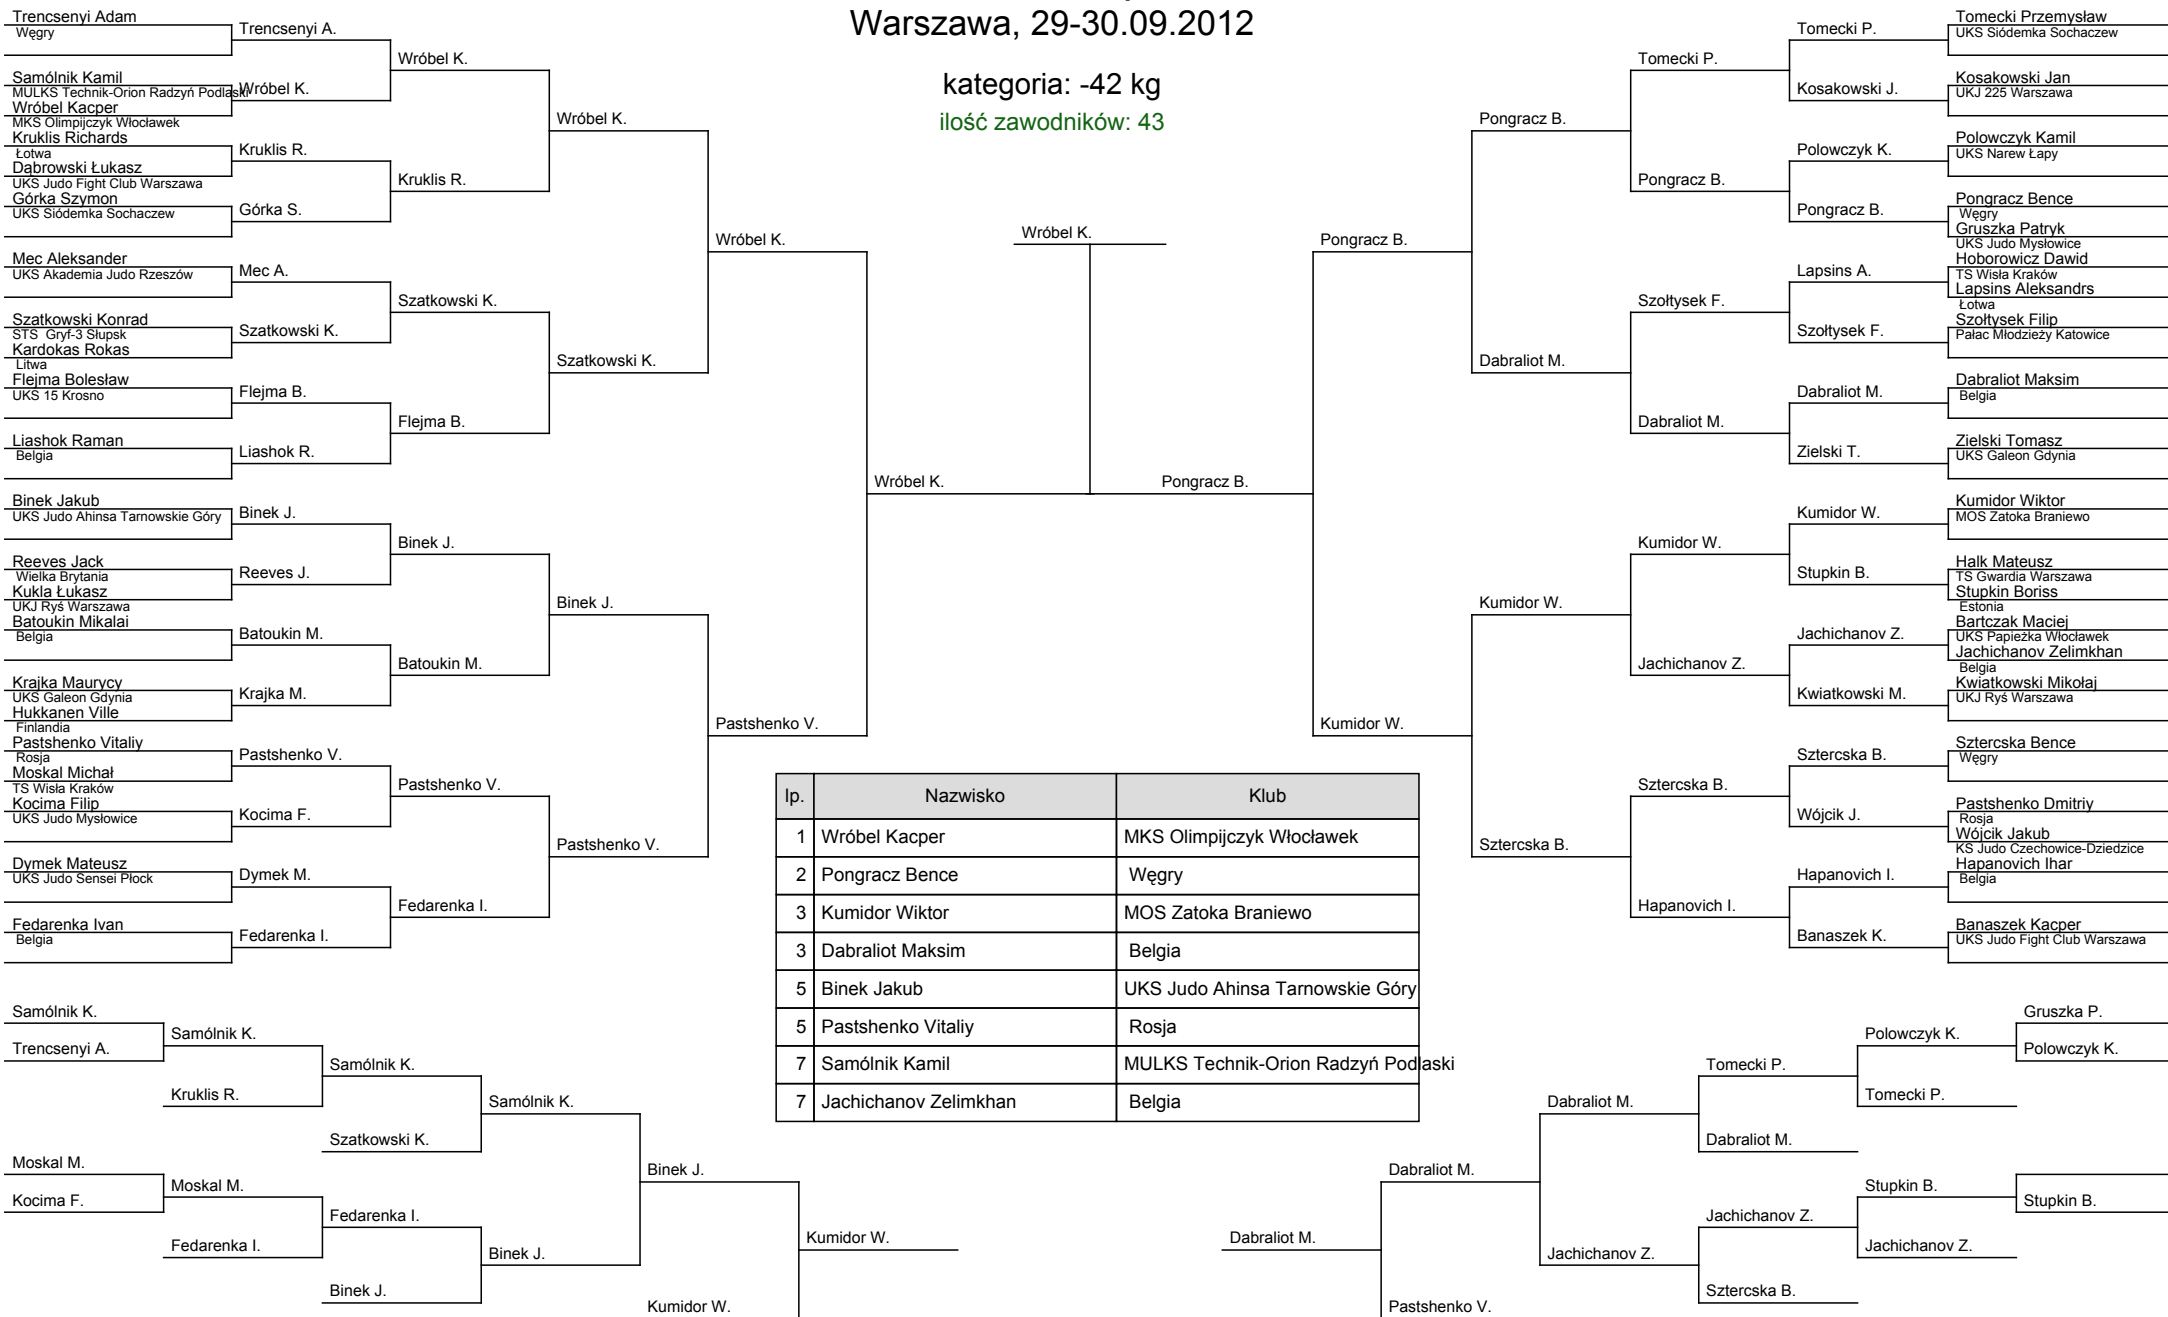 Warszawa, 29-30.09.2012
kategoria: -42 kg
ilość zawodników: 43
Trencsenyi Adam
Węgry
Samólnik Kamil
MULKS Technik-Orion Radzyń Podlaski
Wróbel Kacper
MKS Olimpijczyk Włocławek
Kruklis Richards
Łotwa
Dąbrowski Łukasz
UKS Judo Fight Club Warszawa
Górka Szymon
UKS Siódemka Sochaczew
Mec Aleksander
UKS Akademia Judo Rzeszów
Szatkowski Konrad
STS Gryf-3 Słupsk
Kardokas Rokas
Litwa
Flejma Bolesław
UKS 15 Krosno
Liashok Raman
Belgia
Binek Jakub
UKS Judo Ahinsa Tarnowskie Góry
Reeves Jack
Wielka Brytania
Kukla Łukasz
UKJ Ryś Warszawa
Batoukin Mikalai
Belgia
Krajka Maurycy
UKS Galeon Gdynia
Hukkanen Ville
Finlandia
Pastshenko Vitaliy
Rosja
Moskal Michał
TS Wisła Kraków
Kocima Filip
UKS Judo Mysłowice
Dymek Mateusz
UKS Judo Sensei Płock
Fedarenka Ivan
Belgia
Trencsenyi A.
Wróbel K.
Kruklis R.
Górka S.
Mec A.
Szatkowski K.
Flejma B.
Liashok R.
Binek J.
Reeves J.
Batoukin M.
Krajka M.
Pastshenko V.
Kocima F.
Dymek M.
Fedarenka I.
Wróbel K.
Kruklis R.
Szatkowski K.
Flejma B.
Binek J.
Batoukin M.
Pastshenko V.
Fedarenka I.
Wróbel K.
Szatkowski K.
Binek J.
Pastshenko V.
Wróbel K.
Pastshenko V.
Wróbel K.
Wróbel K.
Pongracz B.
Pongracz B.
Kumidor W.
Pongracz B.
Dabraliot M.
Kumidor W.
Sztercska B.
Tomecki P.
Pongracz B.
Szołtysek F.
Dabraliot M.
Kumidor W.
Jachichanov Z.
Sztercska B.
Hapanovich I.
Tomecki P.
Kosakowski J.
Polowczyk K.
Pongracz B.
Lapsins A.
Szołtysek F.
Dabraliot M.
Zielski T.
Kumidor W.
Stupkin B.
Jachichanov Z.
Kwiatkowski M.
Sztercska B.
Wójcik J.
Hapanovich I.
Banaszek K.
Tomecki Przemysław
UKS Siódemka Sochaczew
Kosakowski Jan
UKJ 225 Warszawa
Polowczyk Kamil
UKS Narew Łapy
Pongracz Bence
Węgry
Gruszka Patryk
UKS Judo Mysłowice
Hoborowicz Dawid
TS Wisła Kraków
Lapsins Aleksandrs
Łotwa
Szołtysek Filip
Pałac Młodzieży Katowice
Dabraliot Maksim
Belgia
Zielski Tomasz
UKS Galeon Gdynia
Kumidor Wiktor
MOS Zatoka Braniewo
Halk Mateusz
TS Gwardia Warszawa
Stupkin Boriss
Estonia
Bartczak Maciej
UKS Papieżka Włocławek
Jachichanov Zelimkhan
Belgia
Kwiatkowski Mikołaj
UKJ Ryś Warszawa
Sztercska Bence
Węgry
Pastshenko Dmitriy
Rosja
Wójcik Jakub
KS Judo Czechowice-Dziedzice
Hapanovich Ihar
Belgia
Banaszek Kacper
UKS Judo Fight Club Warszawa
lp. Nazwisko Klub
1 Wróbel Kacper MKS Olimpijczyk Włocławek
2 Pongracz Bence Węgry
3 Kumidor Wiktor MOS Zatoka Braniewo
3 Dabraliot Maksim Belgia
5 Binek Jakub UKS Judo Ahinsa Tarnowskie Góry
5 Pastshenko Vitaliy Rosja
7 Samólnik Kamil MULKS Technik-Orion Radzyń Podlaski
7 Jachichanov Zelimkhan Belgia
Samólnik K.
Trencsenyi A.
Moskal M.
Kocima F.
Samólnik K.
Kruklis R.
Moskal M.
Fedarenka I.
Samólnik K.
Szatkowski K.
Fedarenka I.
Binek J.
Samólnik K.
Binek J.
Binek J.
Kumidor W.
Kumidor W.
Dabraliot M.
Dabraliot M.
Pastshenko V.
Dabraliot M.
Jachichanov Z.
Tomecki P.
Dabraliot M.
Jachichanov Z.
Sztercska B.
Polowczyk K.
Tomecki P.
Stupkin B.
Jachichanov Z.
Gruszka P.
Polowczyk K.
Stupkin B.